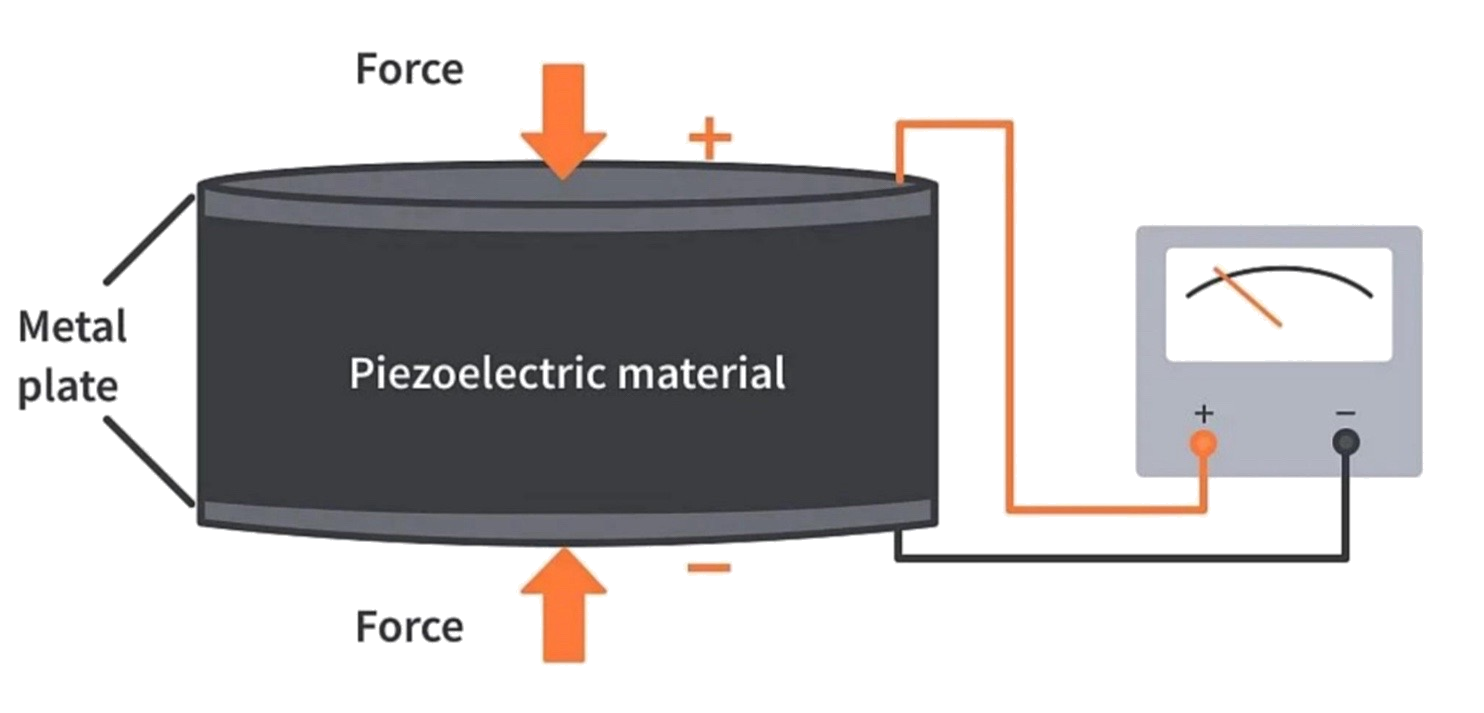 Force
+
Metal
plate
Piezoelectric material
+ −
−
Force